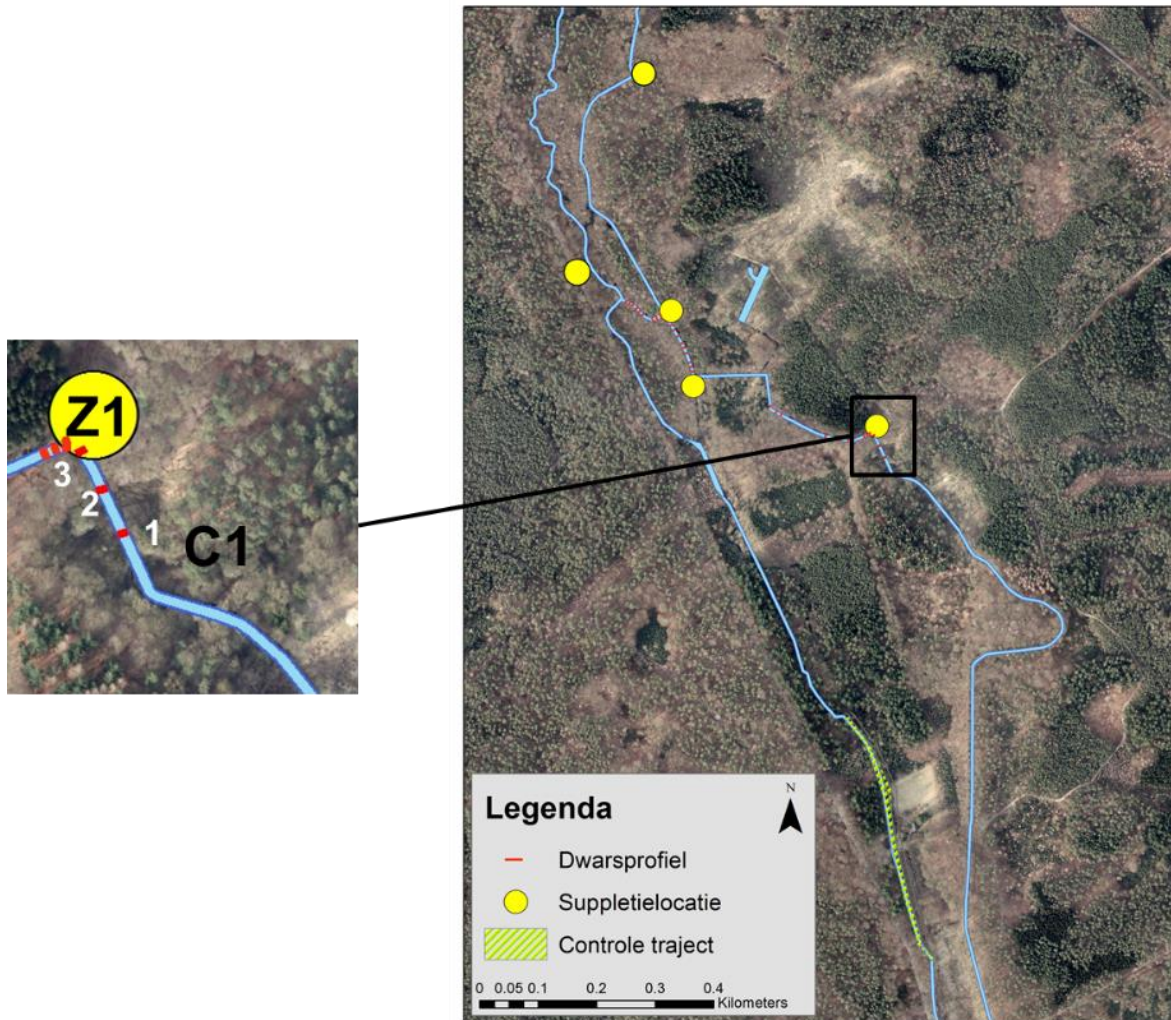 Z1
3
2
1
C1
Legenda
N
Dwarsprofiel
Suppletielocatie
Controle traject
0 0.05 0.1 0.2 0.3 0.4
Kilometers